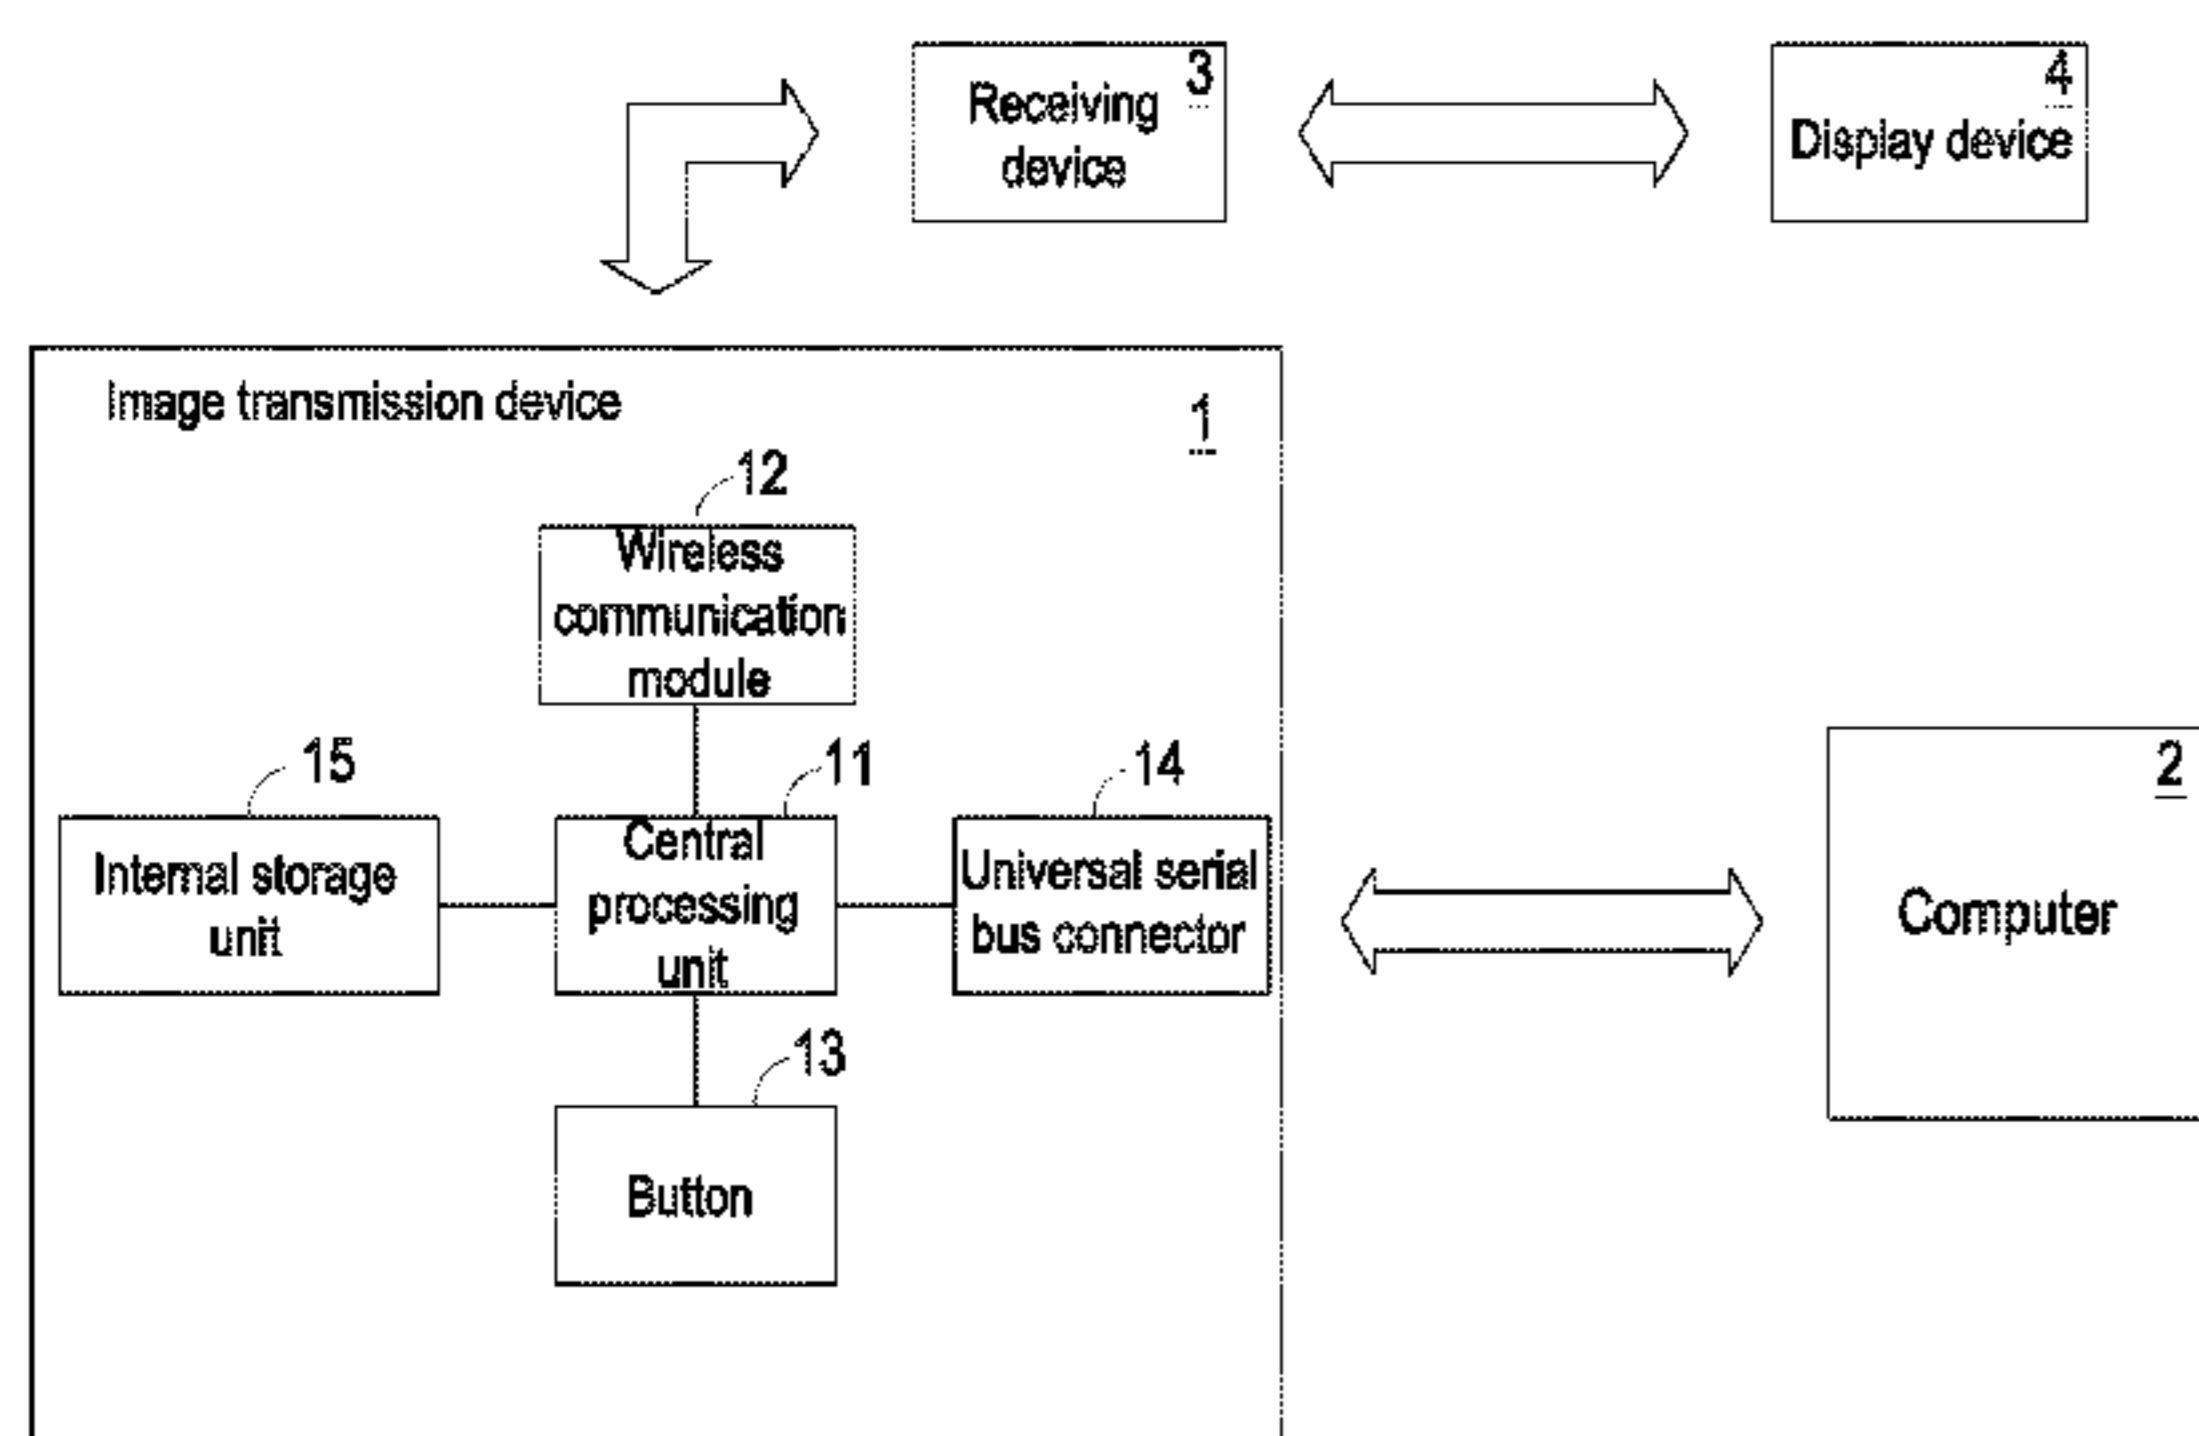 3
Receiving
device
4
Display device
Image transmission device
1
12
Wireless
communication
module
15
11
14
2
Internal storage
unit
Central
processing
unit
Universal serial
bus connector
Computer
13
Button